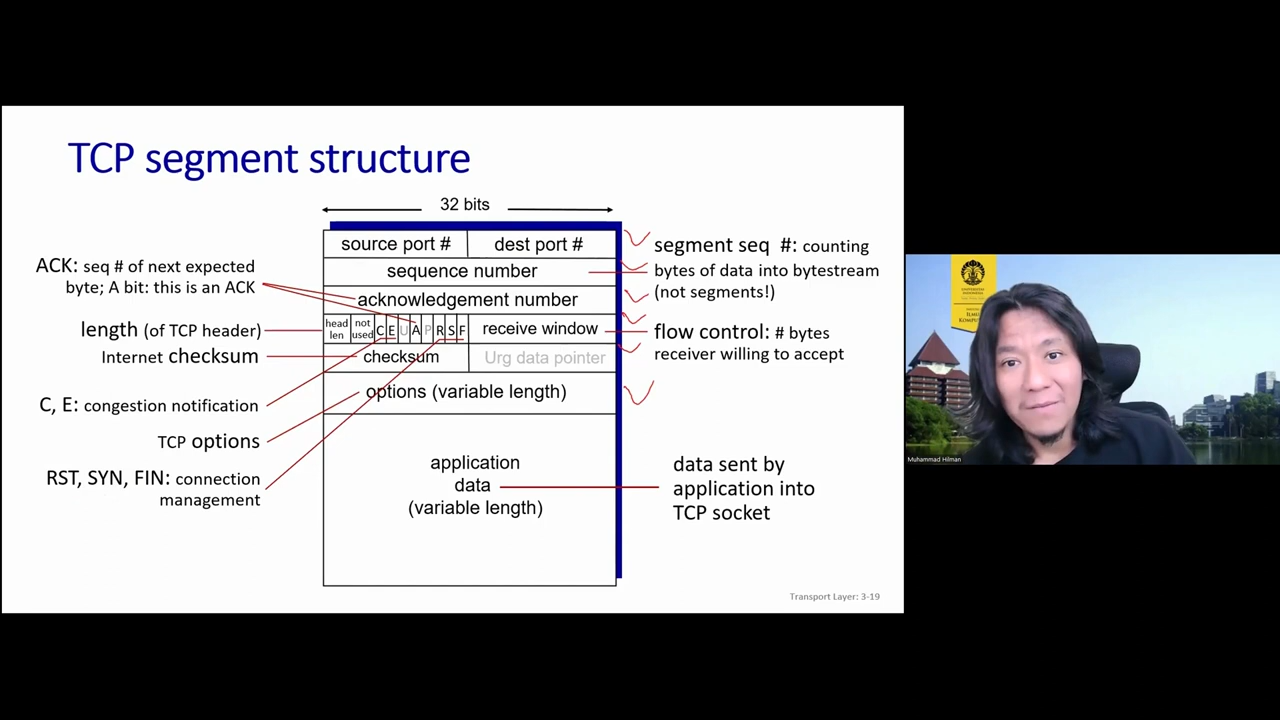 TCP segment structure
32 bits
source port #
dest port #
sequence number
acknowledgement number
head
len
not
used
C E U A P R S F
receive window
checksum
Urg data pointer
options (variable length)
application
data
(variable length)
ACK: seq # of next expected
byte; A bit: this is an ACK
length (of TCP header)
Internet checksum
C, E: congestion notification
TCP options
RST, SYN, FIN: connection
management
segment seq #: counting
bytes of data into bytestream
(not segments!)
flow control: # bytes
receiver willing to accept
data sent by
application into
TCP socket
Transport Layer: 3-19
Muhammad Hilman